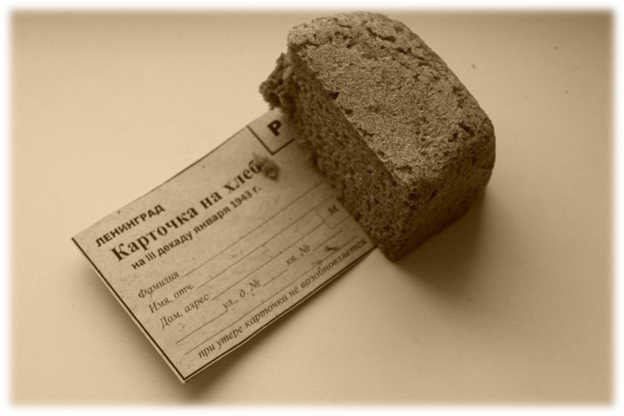 Р
ЛЕНИНГРАД
Карточка на хлеб
на III декаду января 1943 г.
М
Фамилия
Имя, отч.
Дом. адрес ул., д. № кв. №
при утере карточка не возобновляется